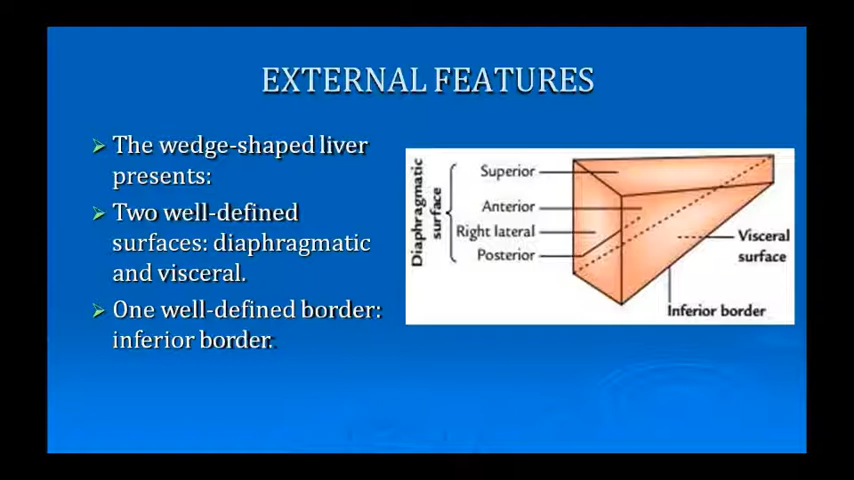 EXTERNAL FEATURES
The wedge-shaped liver
presents:
Two well-defined
surfaces: diaphragmatic
and visceral.
One well-defined border:
inferior border.
Diaphragmatic
surface
Superior
Anterior
Right lateral
Posterior
Visceral
surface
Inferior border